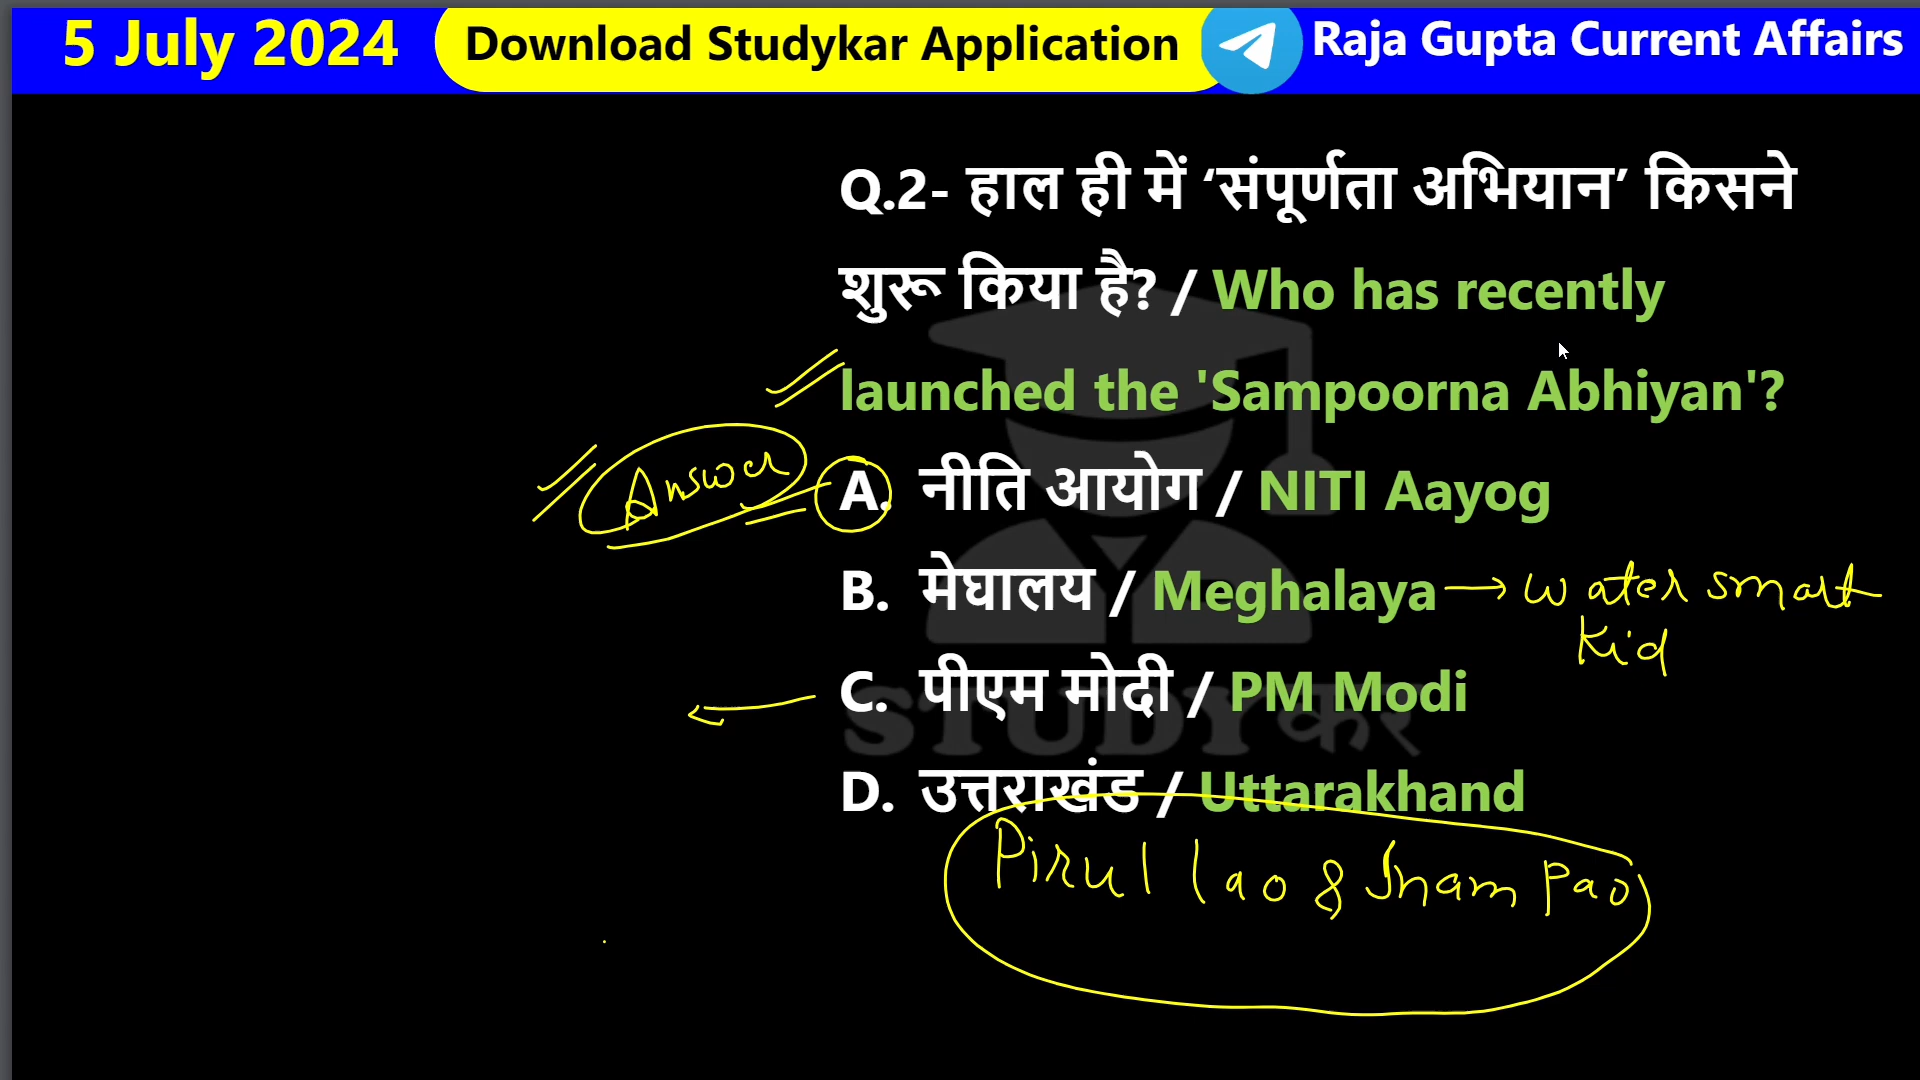 5 July 2024
Download Studykar Application
Raja Gupta Current Affairs
Q.2- हाल ही में ‘संपूर्णता अभियान’ किसने
शुरू किया है? / Who has recently
launched the 'Sampoorna Abhiyan'?
Answer
A. नीति आयोग / NITI Aayog
B. मेघालय / Meghalaya → water smart
kid
C. पीएम मोदी / PM Modi
STUDYकर
D. उत्तराखंड / Uttarakhand
Pirul lao & Inam Pao